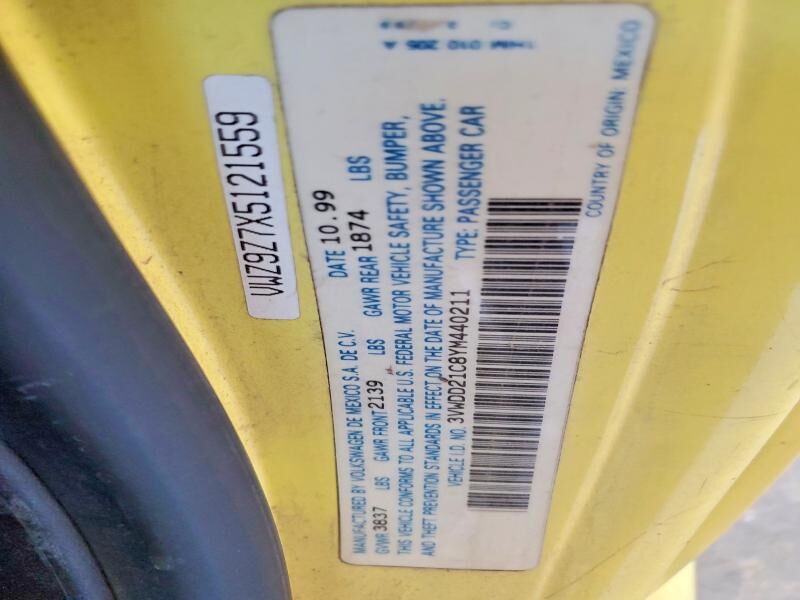 VWZ9Z7X5121559
MANUFACTURED BY VOLKSWAGEN DE MEXICO S.A. DE C.V. DATE 10.99
GVWR 3837 LBS GAWR FRONT 2139 LBS GAWR REAR 1874 LBS
THIS VEHICLE CONFORMS TO ALL APPLICABLE U.S. FEDERAL MOTOR VEHICLE SAFETY, BUMPER,
AND THEFT PREVENTION STANDARDS IN EFFECT ON THE DATE OF MANUFACTURE SHOWN ABOVE.
VEHICLE I.D. NO. 3VWDD21C8YM440211 TYPE: PASSENGER CAR
COUNTRY OF ORIGIN: MEXICO